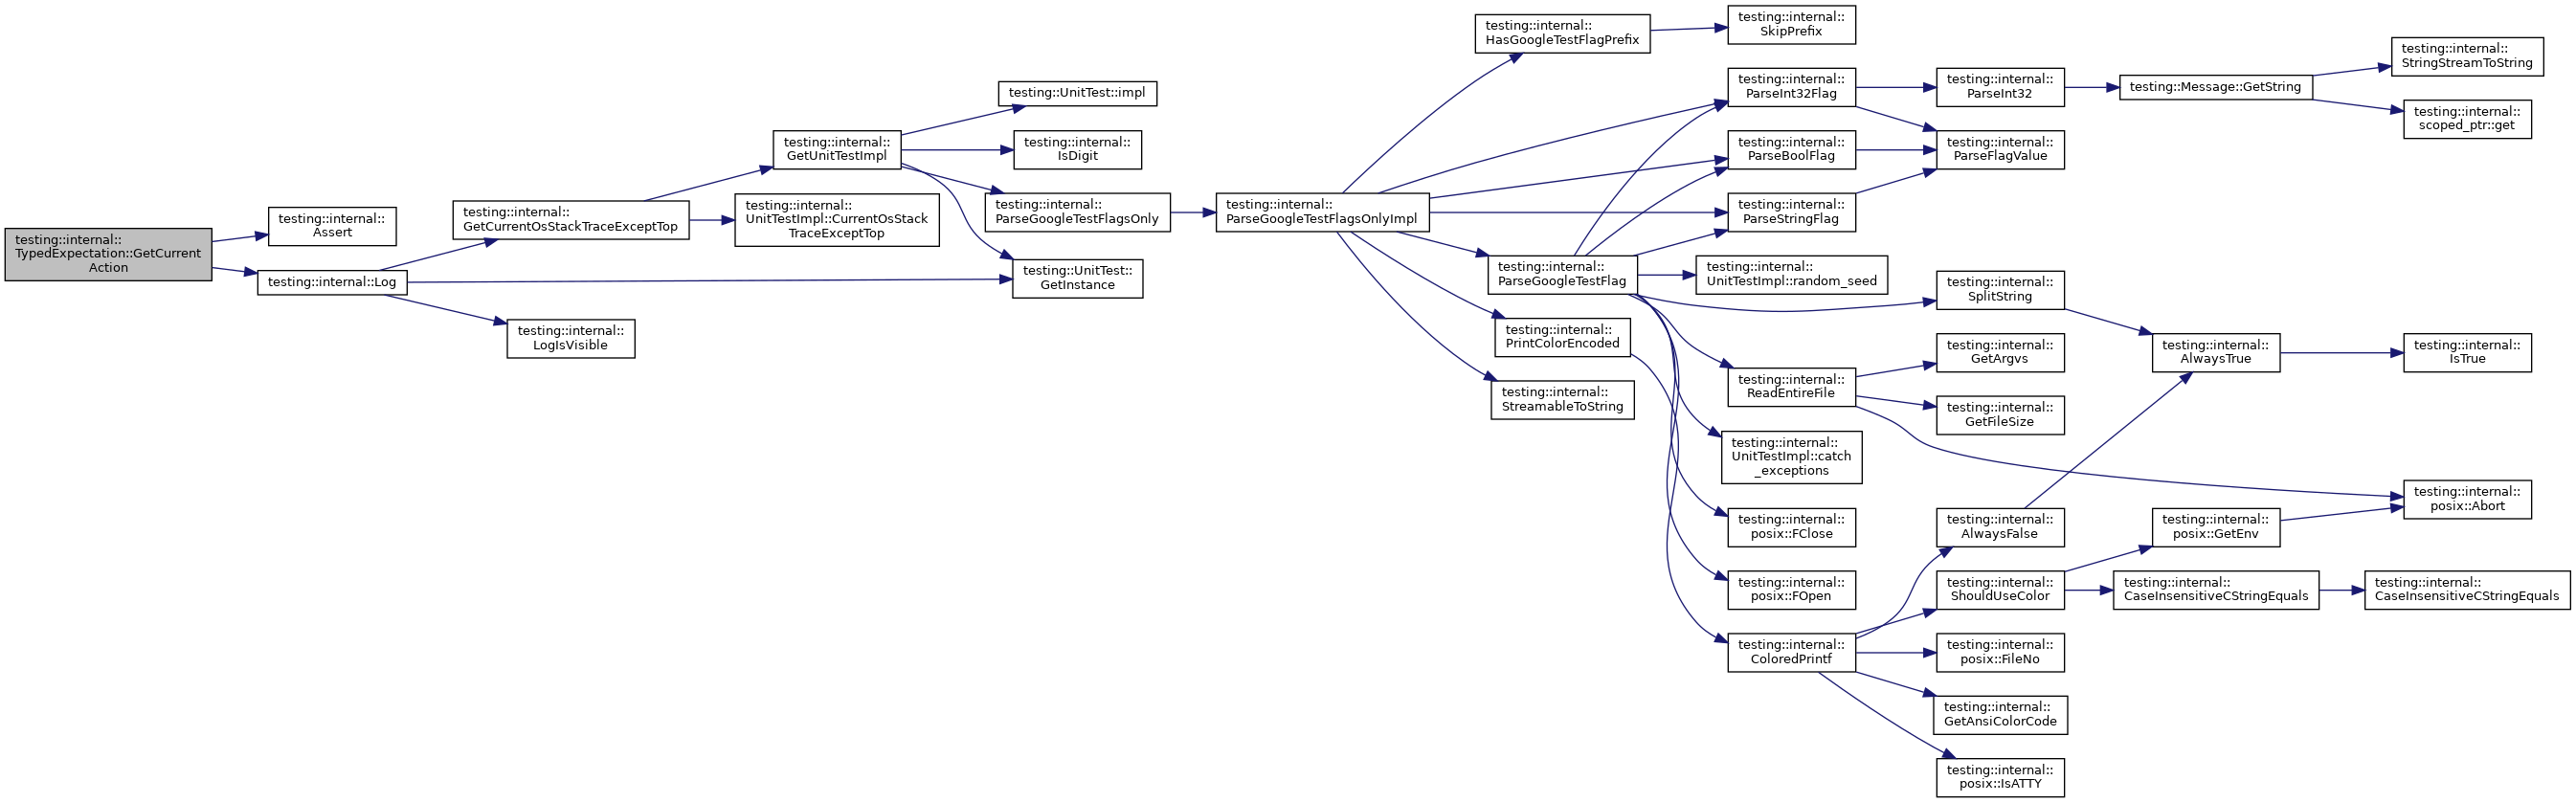 testing::internal::
TypedExpectation::GetCurrent
Action
testing::internal::
Assert
testing::internal::Log
testing::internal::
GetCurrentOsStackTraceExceptTop
testing::internal::
LogIsVisible
testing::internal::
GetUnitTestImpl
testing::internal::
UnitTestImpl::CurrentOsStack
TraceExceptTop
testing::UnitTest::impl
testing::internal::
IsDigit
testing::internal::
ParseGoogleTestFlagsOnly
testing::UnitTest::
GetInstance
testing::internal::
ParseGoogleTestFlagsOnlyImpl
testing::internal::
HasGoogleTestFlagPrefix
testing::internal::
ParseGoogleTestFlag
testing::internal::
PrintColorEncoded
testing::internal::
StreamableToString
testing::internal::
SkipPrefix
testing::internal::
ParseInt32Flag
testing::internal::
ParseBoolFlag
testing::internal::
ParseStringFlag
testing::internal::
UnitTestImpl::random_seed
testing::internal::
ReadEntireFile
testing::internal::
UnitTestImpl::catch
_exceptions
testing::internal::
posix::FClose
testing::internal::
posix::FOpen
testing::internal::
ColoredPrintf
testing::internal::
ParseInt32
testing::internal::
ParseFlagValue
testing::internal::
SplitString
testing::internal::
GetArgvs
testing::internal::
GetFileSize
testing::internal::
AlwaysFalse
testing::internal::
ShouldUseColor
testing::internal::
posix::FileNo
testing::internal::
GetAnsiColorCode
testing::internal::
posix::IsATTY
testing::Message::GetString
testing::internal::
AlwaysTrue
testing::internal::
posix::GetEnv
testing::internal::
CaseInsensitiveCStringEquals
testing::internal::
StringStreamToString
testing::internal::
scoped_ptr::get
testing::internal::
IsTrue
testing::internal::
posix::Abort
testing::internal::
CaseInsensitiveCStringEquals